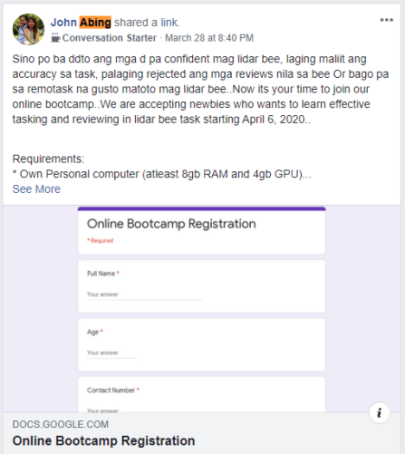 John Abing shared a link.
Conversation Starter · March 28 at 8:40 PM
Sino po ba ddto ang mga d pa confident mag lidar bee, laging maliit ang
accuracy sa task, palaging rejected ang mga reviews nila sa bee Or bago pa
sa remotask na gusto matoto mag lidar bee..Now its your time to join our
online bootcamp..We are accepting newbies who wants to learn effective
tasking and reviewing in lidar bee task starting April 6, 2020..
Requirements:
* Own Personal computer (atleast 8gb RAM and 4gb GPU)...
See More
Online Bootcamp Registration
* Required
Full Name *
Your answer
Age *
Your answer
Contact Number *
Your answer
DOCS.GOOGLE.COM
Online Bootcamp Registration